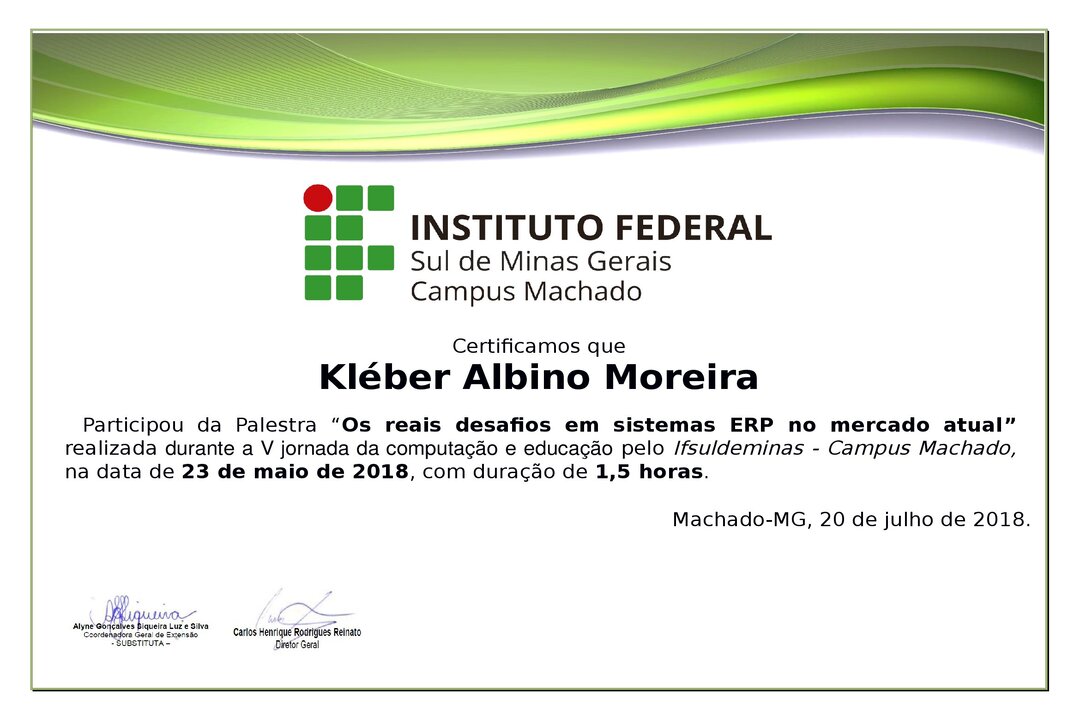 INSTITUTO FEDERAL
Sul de Minas Gerais
Campus Machado
Certificamos que
Kléber Albino Moreira
Participou da Palestra “Os reais desafios em sistemas ERP no mercado atual”
realizada durante a V jornada da computação e educação pelo Ifsuldeminas - Campus Machado,
na data de 23 de maio de 2018, com duração de 1,5 horas.
Machado-MG, 20 de julho de 2018.
Alyne Gonçalves Siqueira Luz e Silva
Coordenadora Geral de Extensão
- SUBSTITUTA –
Carlos Henrique Rodrigues Reinato
Diretor Geral